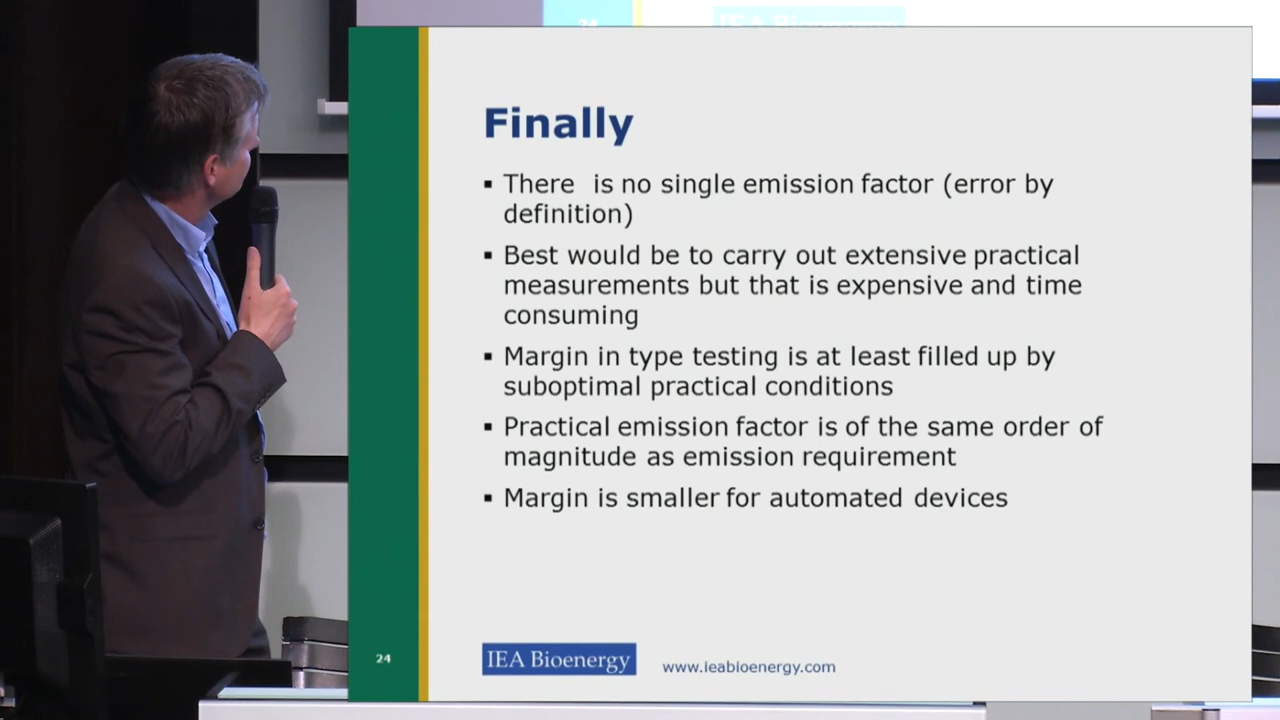 24
IEA Bioenergy
Finally
▪ There is no single emission factor (error by
definition)
▪ Best would be to carry out extensive practical
measurements but that is expensive and time
consuming
▪ Margin in type testing is at least filled up by
suboptimal practical conditions
▪ Practical emission factor is of the same order of
magnitude as emission requirement
▪ Margin is smaller for automated devices
24
IEA Bioenergy
www.ieabioenergy.com